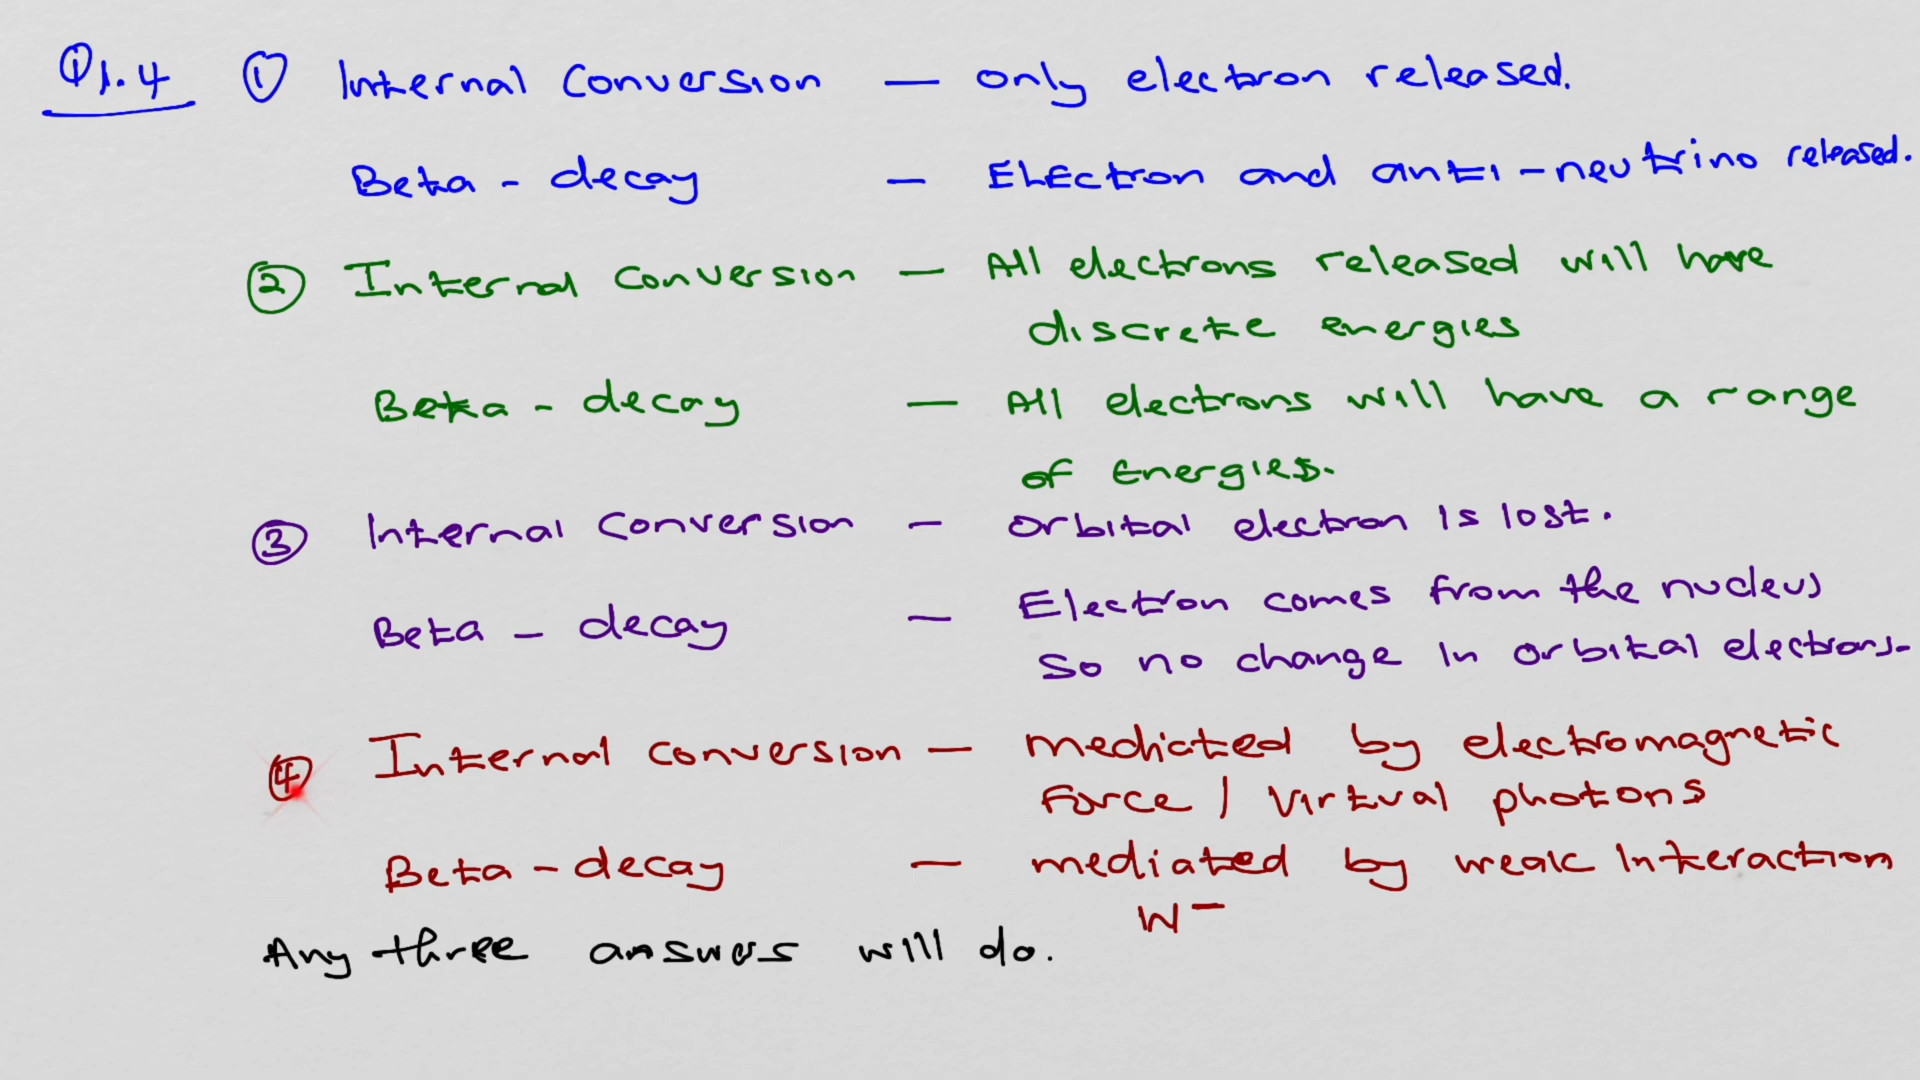 Q1.4 ① Internal Conversion — only electron released.
Beta - decay — Electron and anti-neutrino released.
② Internal conversion — All electrons released will have
discrete energies
Beta - decay — All electrons will have a range
of Energies.
③ Internal Conversion — orbital electron is lost.
Beta - decay — Electron comes from the nucleus
so no change in orbital electrons.
④ Internal conversion — mediated by electromagnetic
Force / virtual photons
Beta - decay — mediated by weak interaction
W⁻
Any three answers will do.